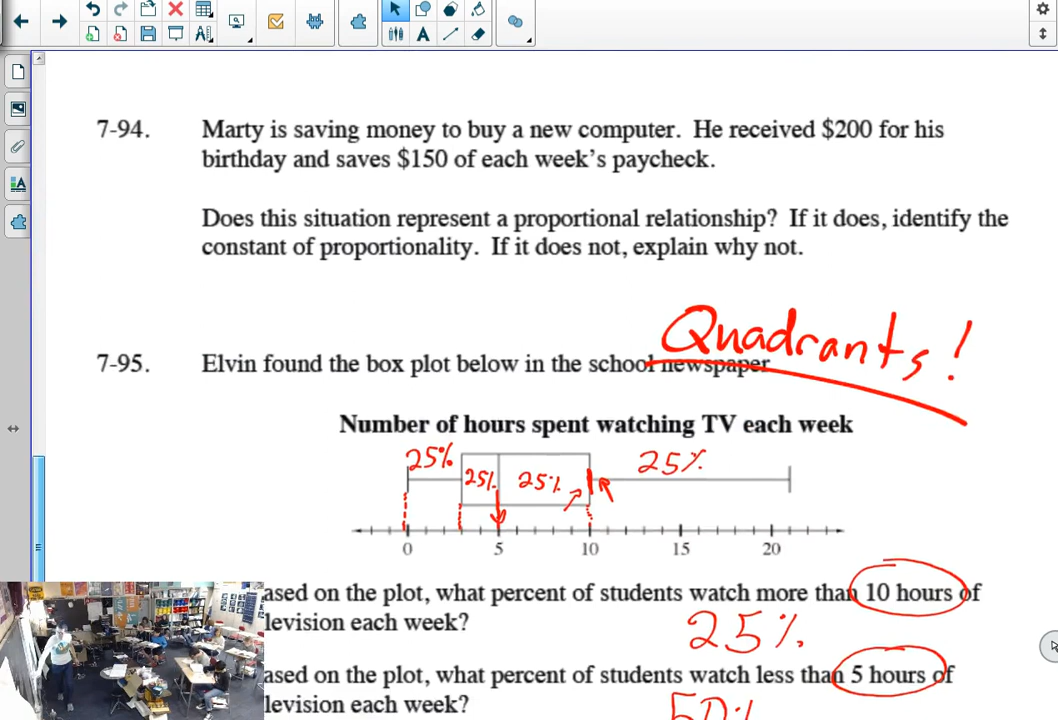 7-94. Marty is saving money to buy a new computer. He received $200 for his
birthday and saves $150 of each week's paycheck.
Does this situation represent a proportional relationship? If it does, identify the
constant of proportionality. If it does not, explain why not.
Quadrants!
7-95. Elvin found the box plot below in the school newspaper
Number of hours spent watching TV each week
25% 25% 25% 25%
0 5 10 15 20
ased on the plot, what percent of students watch more than 10 hours of
levision each week?
25%
ased on the plot, what percent of students watch less than 5 hours of
levision each week?
50%